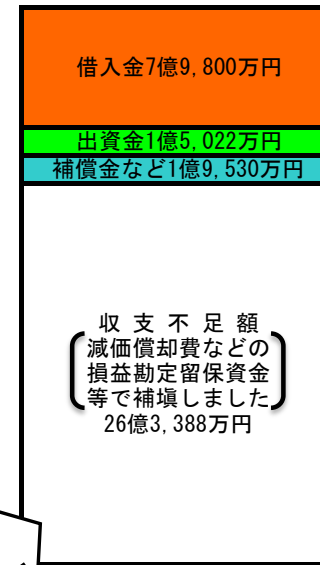 借入金7億9,800万円
出資金1億5,022万円
補償金など1億9,530万円
収支不足額
減価償却費などの
損益勘定留保資金
等で補塡しました
26億3,388万円